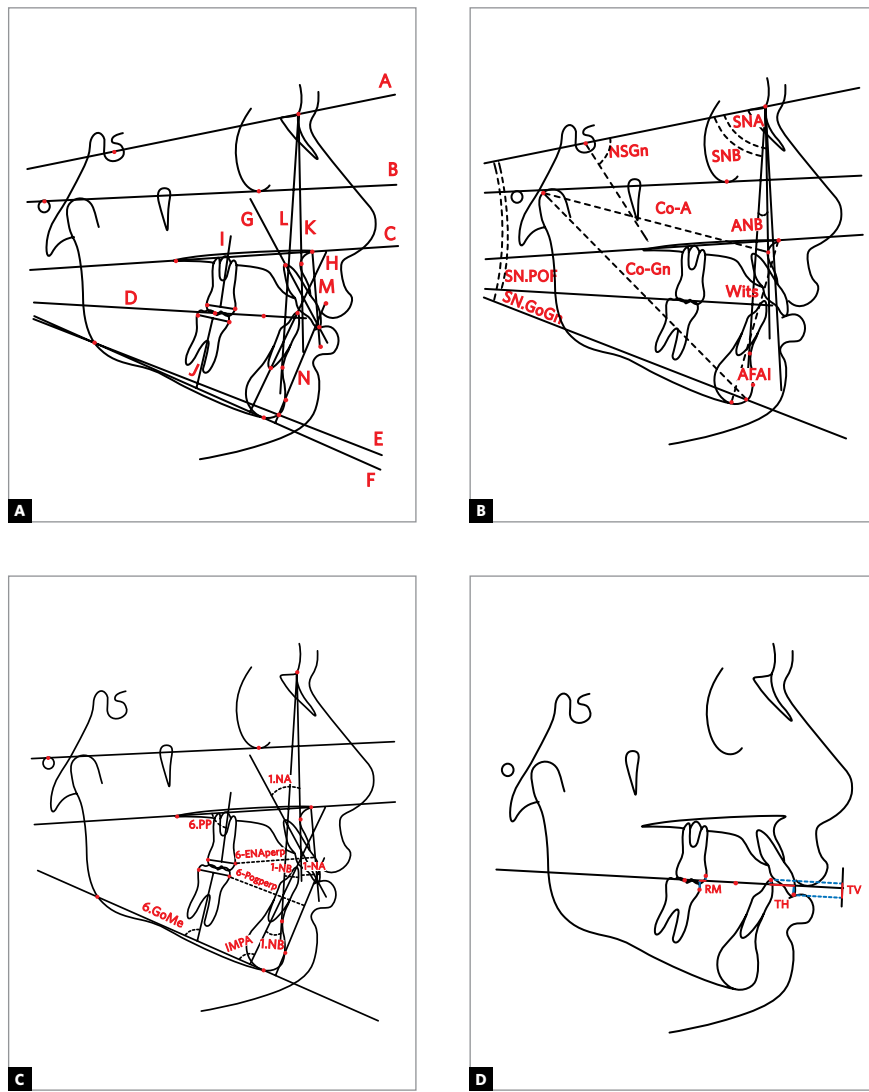 A
B
C
G
L
K
I
H
M
D
J
N
E
F
A
SNA
NSGn
SNB
Co-A
ANB
Co-Gn
SN.POF
Wits
SN.GoGn
AFAI
B
1.NA
6.PP
6-ENAperp
1-NB
1-NA
6-Pogperp
6.GoMe
IMPA
1.NB
C
RM
TV
TH
D